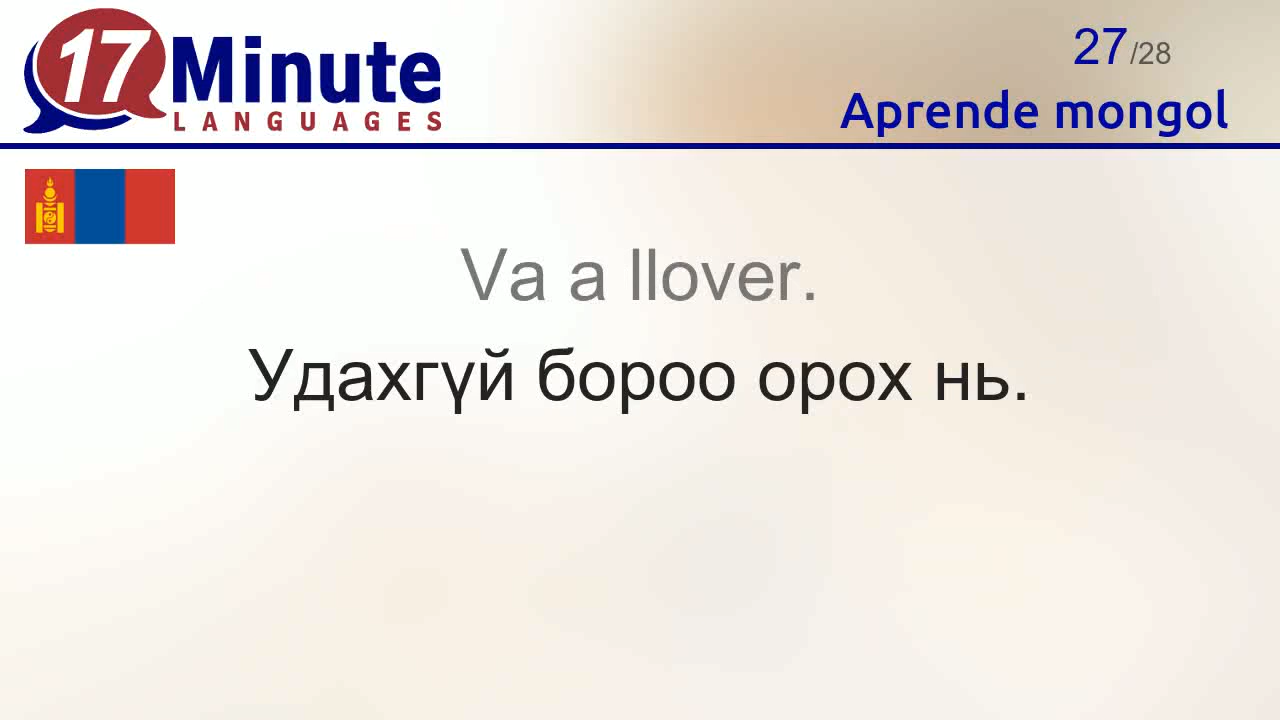 17 Minute
LANGUAGES
27/28
Aprende mongol
Va a llover.
Удахгүй бороо орох нь.